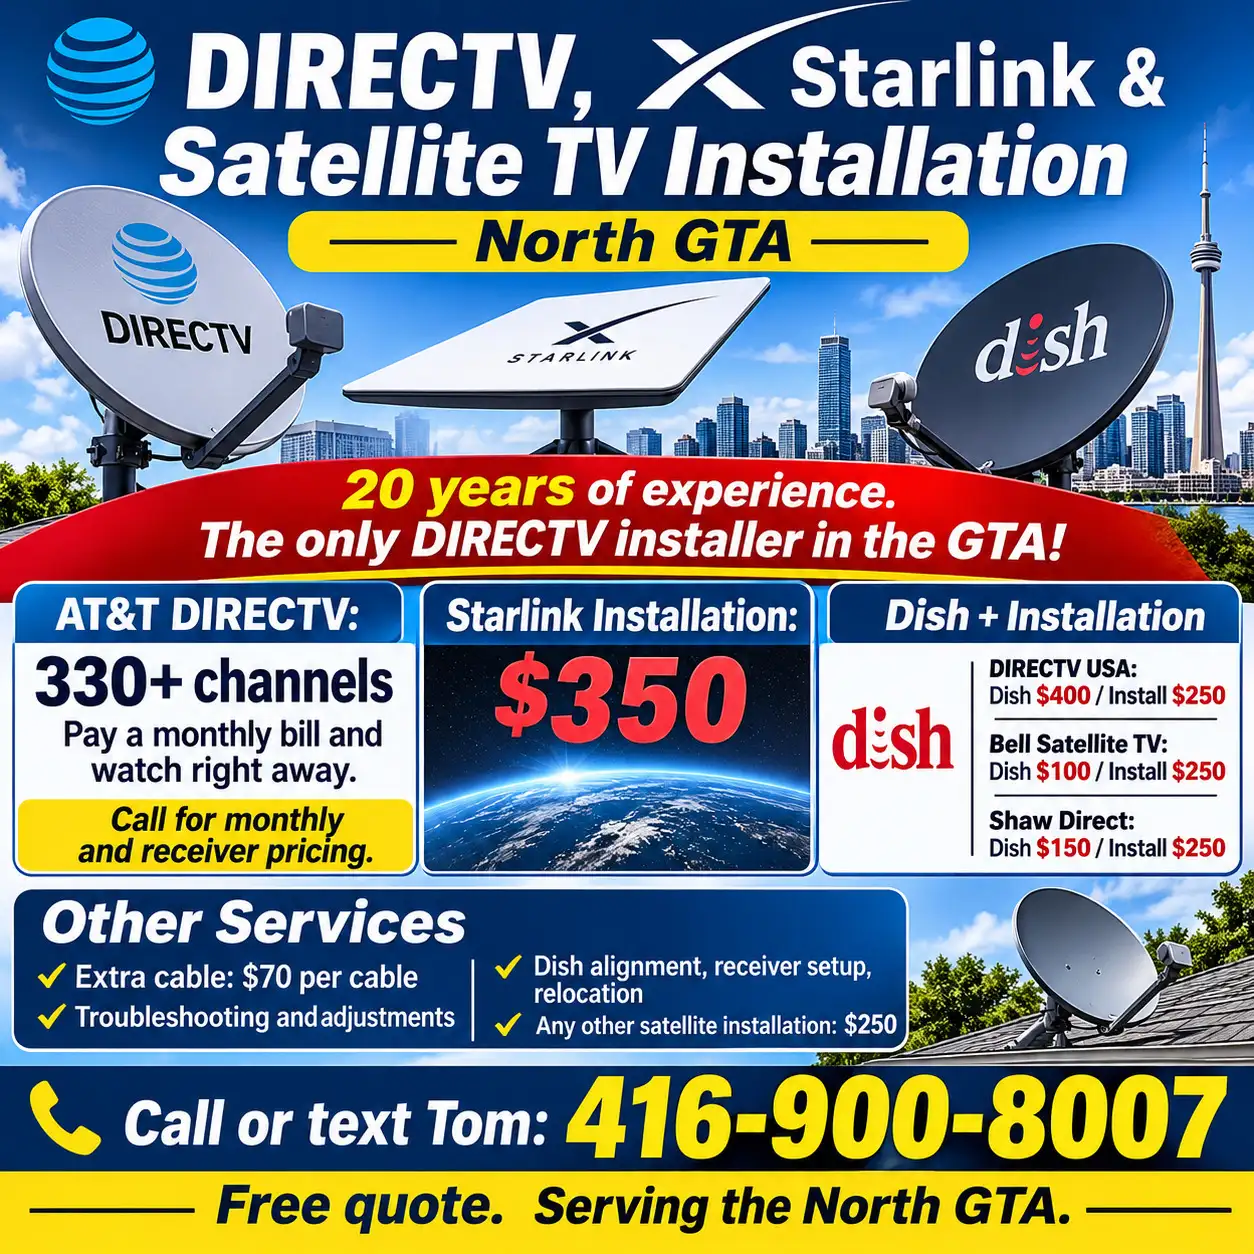 DIRECTV, X Starlink &
Satellite TV Installation
North GTA
DIRECTV
STARLINK
dish
20 years of experience.
The only DIRECTV installer in the GTA!
AT&T DIRECTV:
330+ channels
Pay a monthly bill and
watch right away.
Call for monthly
and receiver pricing.
Starlink Installation:
$350
Dish + Installation
dish
DIRECTV USA:
Dish $400 / Install $250
Bell Satellite TV:
Dish $100 / Install $250
Shaw Direct:
Dish $150 / Install $250
Other Services
Extra cable: $70 per cable
Troubleshooting and adjustments
Dish alignment, receiver setup,
relocation
Any other satellite installation: $250
Call or text Tom: 416-900-8007
Free quote. Serving the North GTA.